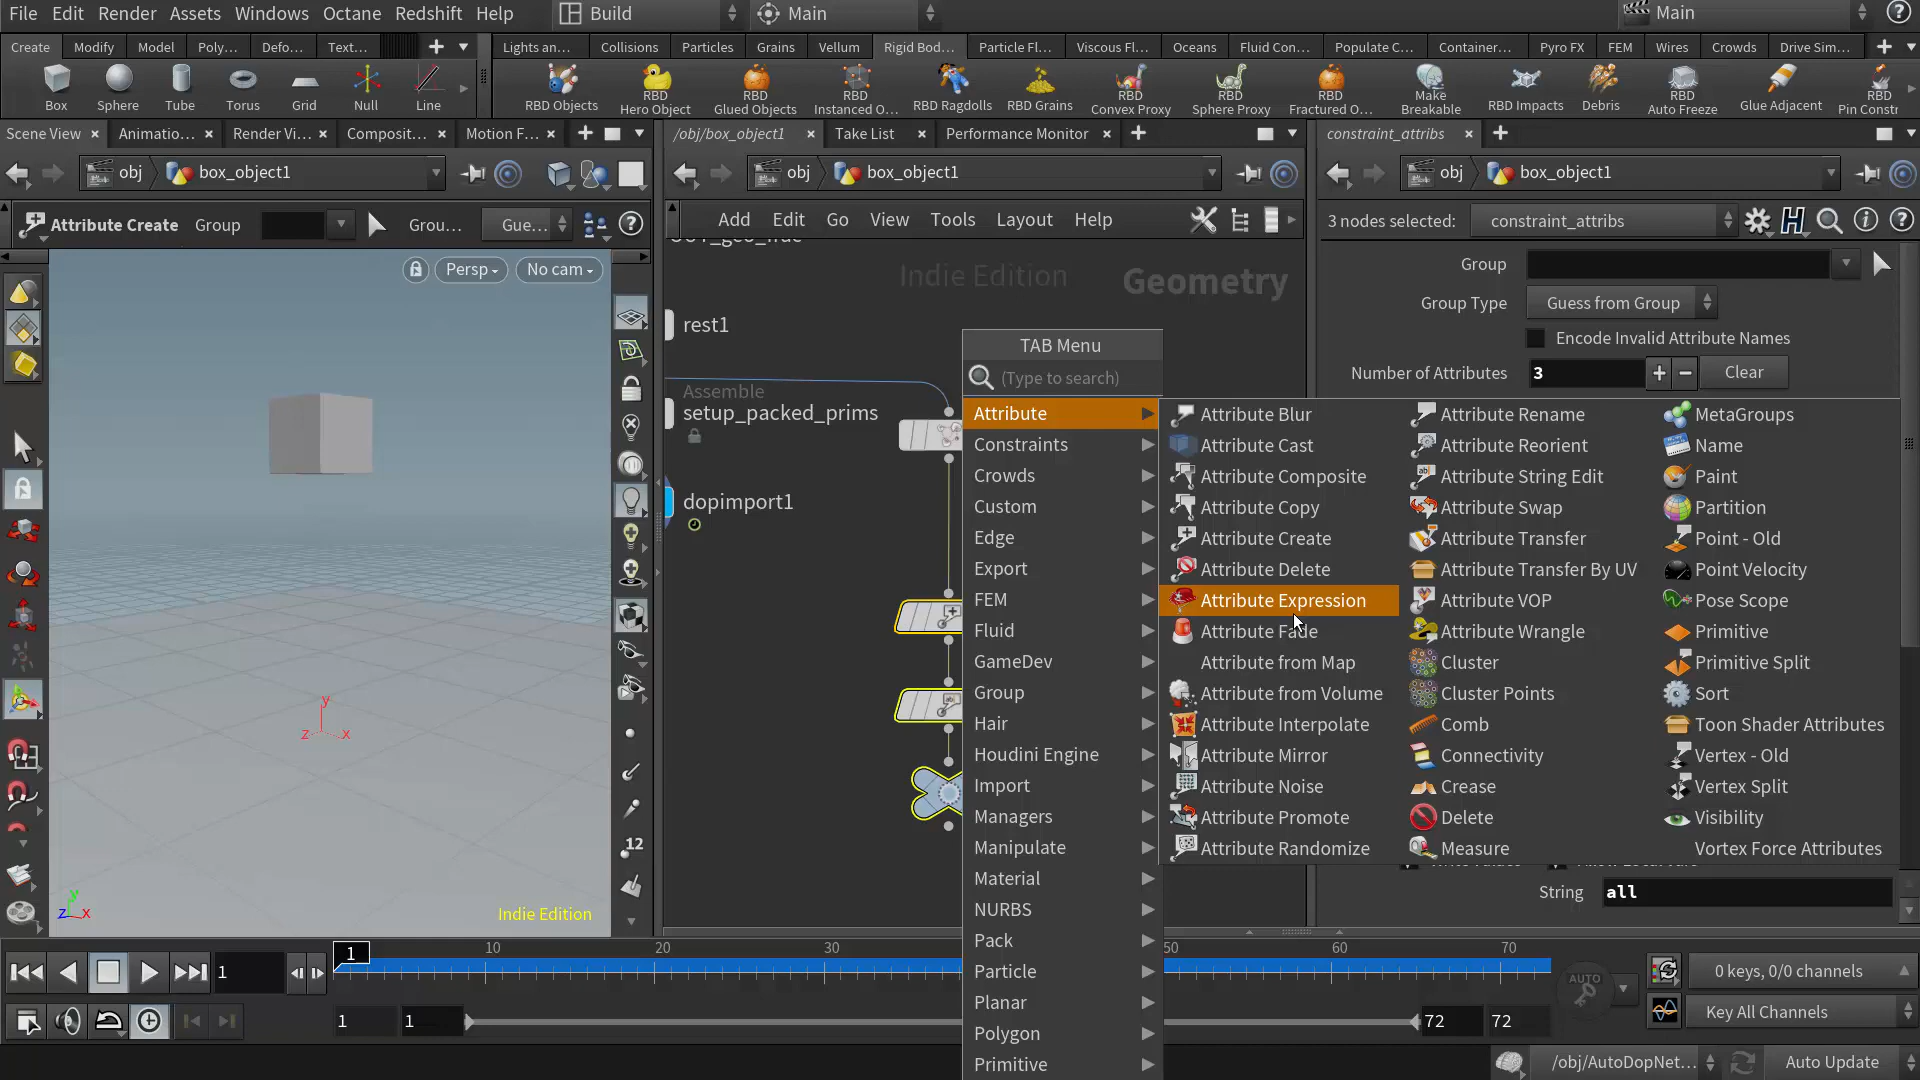 File Edit Render Assets Windows Octane Redshift Help Build Main Main
Create Modify Model Poly... Defo... Text... Lights an... Collisions Particles Grains Vellum Rigid Bod... Particle Fl... Viscous Fl... Oceans Fluid Con... Populate C... Container... Pyro FX FEM Wires Crowds Drive Sim...
Box Sphere Tube Torus Grid Null Line
RBD Objects
RBD Hero Object
RBD Glued Objects
RBD Instanced O...
RBD Ragdolls
RBD Grains
RBD Convex Proxy
RBD Sphere Proxy
RBD Fractured O...
Make Breakable
RBD Impacts
Debris
RBD Auto Freeze
Glue Adjacent
RBD Pin Constr
Scene View Animatio... Render Vi... Composit... Motion F... /obj/box_object1 Take List Performance Monitor constraint_attribs
obj box_object1 obj box_object1 obj box_object1
Attribute Create Group Grou... Gue...
Add Edit Go View Tools Layout Help
3 nodes selected: constraint_attribs
Persp No cam
Indie Edition Geometry
Group
Group Type Guess from Group
Encode Invalid Attribute Names
Number of Attributes 3 Clear
rest1
Assemble
setup_packed_prims
dopimport1
TAB Menu
(Type to search)
Attribute
Constraints
Crowds
Custom
Edge
Export
FEM
Fluid
GameDev
Group
Hair
Houdini Engine
Import
Managers
Manipulate
Material
NURBS
Pack
Particle
Planar
Polygon
Primitive
Attribute Blur
Attribute Cast
Attribute Composite
Attribute Copy
Attribute Create
Attribute Delete
Attribute Expression
Attribute Fade
Attribute from Map
Attribute from Volume
Attribute Interpolate
Attribute Mirror
Attribute Noise
Attribute Promote
Attribute Randomize
Attribute Rename
Attribute Reorient
Attribute String Edit
Attribute Swap
Attribute Transfer
Attribute Transfer By UV
Attribute VOP
Attribute Wrangle
Cluster
Cluster Points
Comb
Connectivity
Crease
Delete
Measure
MetaGroups
Name
Paint
Partition
Point - Old
Point Velocity
Pose Scope
Primitive
Primitive Split
Sort
Toon Shader Attributes
Vertex - Old
Vertex Split
Visibility
Vortex Force Attributes
String all
y
z x
y
z x
12
Indie Edition
1 10 20 30 50 60 70
1
AUTO
0 keys, 0/0 channels
1 1 72 72
Key All Channels
/obj/AutoDopNet... Auto Update